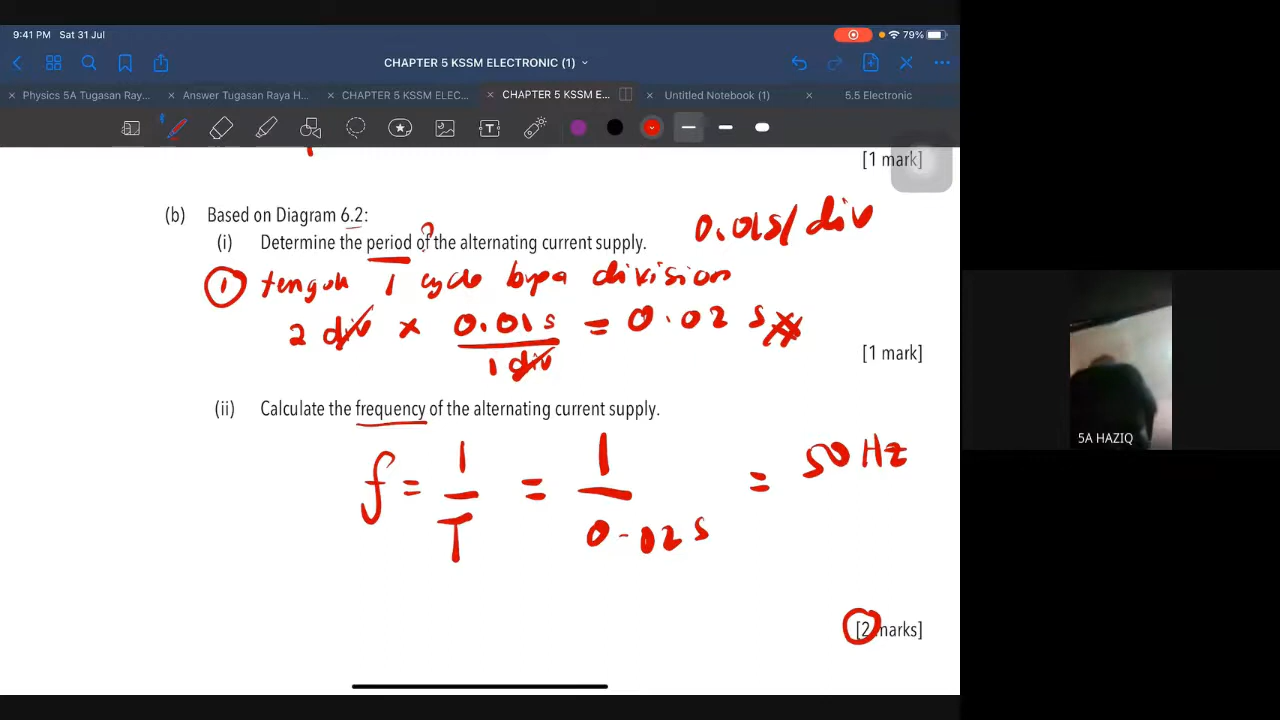 9:41 PM Sat 31 Jul
79%
CHAPTER 5 KSSM ELECTRONIC (1)
Physics 5A Tugasan Ray...
Answer Tugasan Raya H...
CHAPTER 5 KSSM ELEC...
CHAPTER 5 KSSM E...
Untitled Notebook (1)
5.5 Electronic
[1 mark]
(b) Based on Diagram 6.2:
0.01s/div
(i) Determine the period of the alternating current supply.
1 tengok 1 cycle brpa division
2 div × 0.01s / 1 div = 0.02 s
[1 mark]
(ii) Calculate the frequency of the alternating current supply.
f = 1/T = 1/0.02s = 50 Hz
[2 marks]
5A HAZIQ